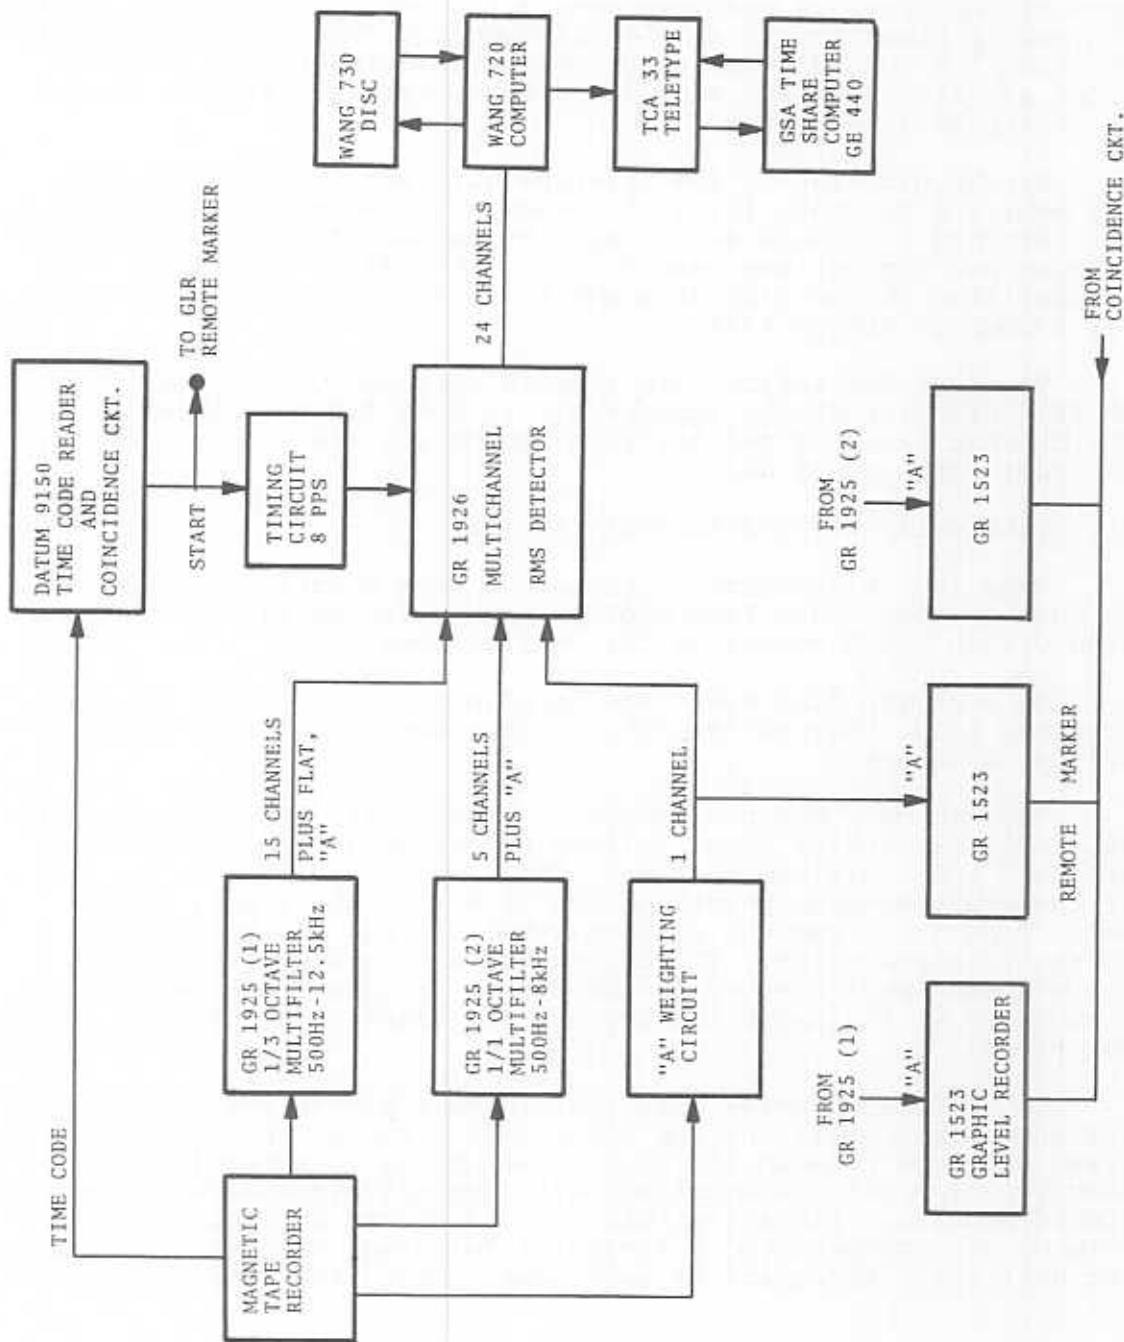 TIME CODE
MAGNETIC
TAPE
RECORDER
DATUM 9150
TIME CODE READER
AND
COINCIDENCE CKT.
START
TO GLR
REMOTE MARKER
TIMING
CIRCUIT
8 PPS
GR 1925 (1)
1/3 OCTAVE
MULTIFILTER
500Hz-12.5kHz
15 CHANNELS
PLUS FLAT,
"A"
GR 1925 (2)
1/1 OCTAVE
MULTIFILTER
500Hz-8kHz
5 CHANNELS
PLUS "A"
"A" WEIGHTING
CIRCUIT
1 CHANNEL
GR 1926
MULTICHANNEL
RMS DETECTOR
24 CHANNELS
WANG 730
DISC
WANG 720
COMPUTER
TCA 33
TELETYPE
GSA TIME
SHARE
COMPUTER
GE 440
FROM
GR 1925 (1)
"A"
GR 1523
GRAPHIC
LEVEL RECORDER
"A"
GR 1523
REMOTE MARKER
FROM
GR 1925 (2)
"A"
GR 1523
FROM
COINCIDENCE CKT.